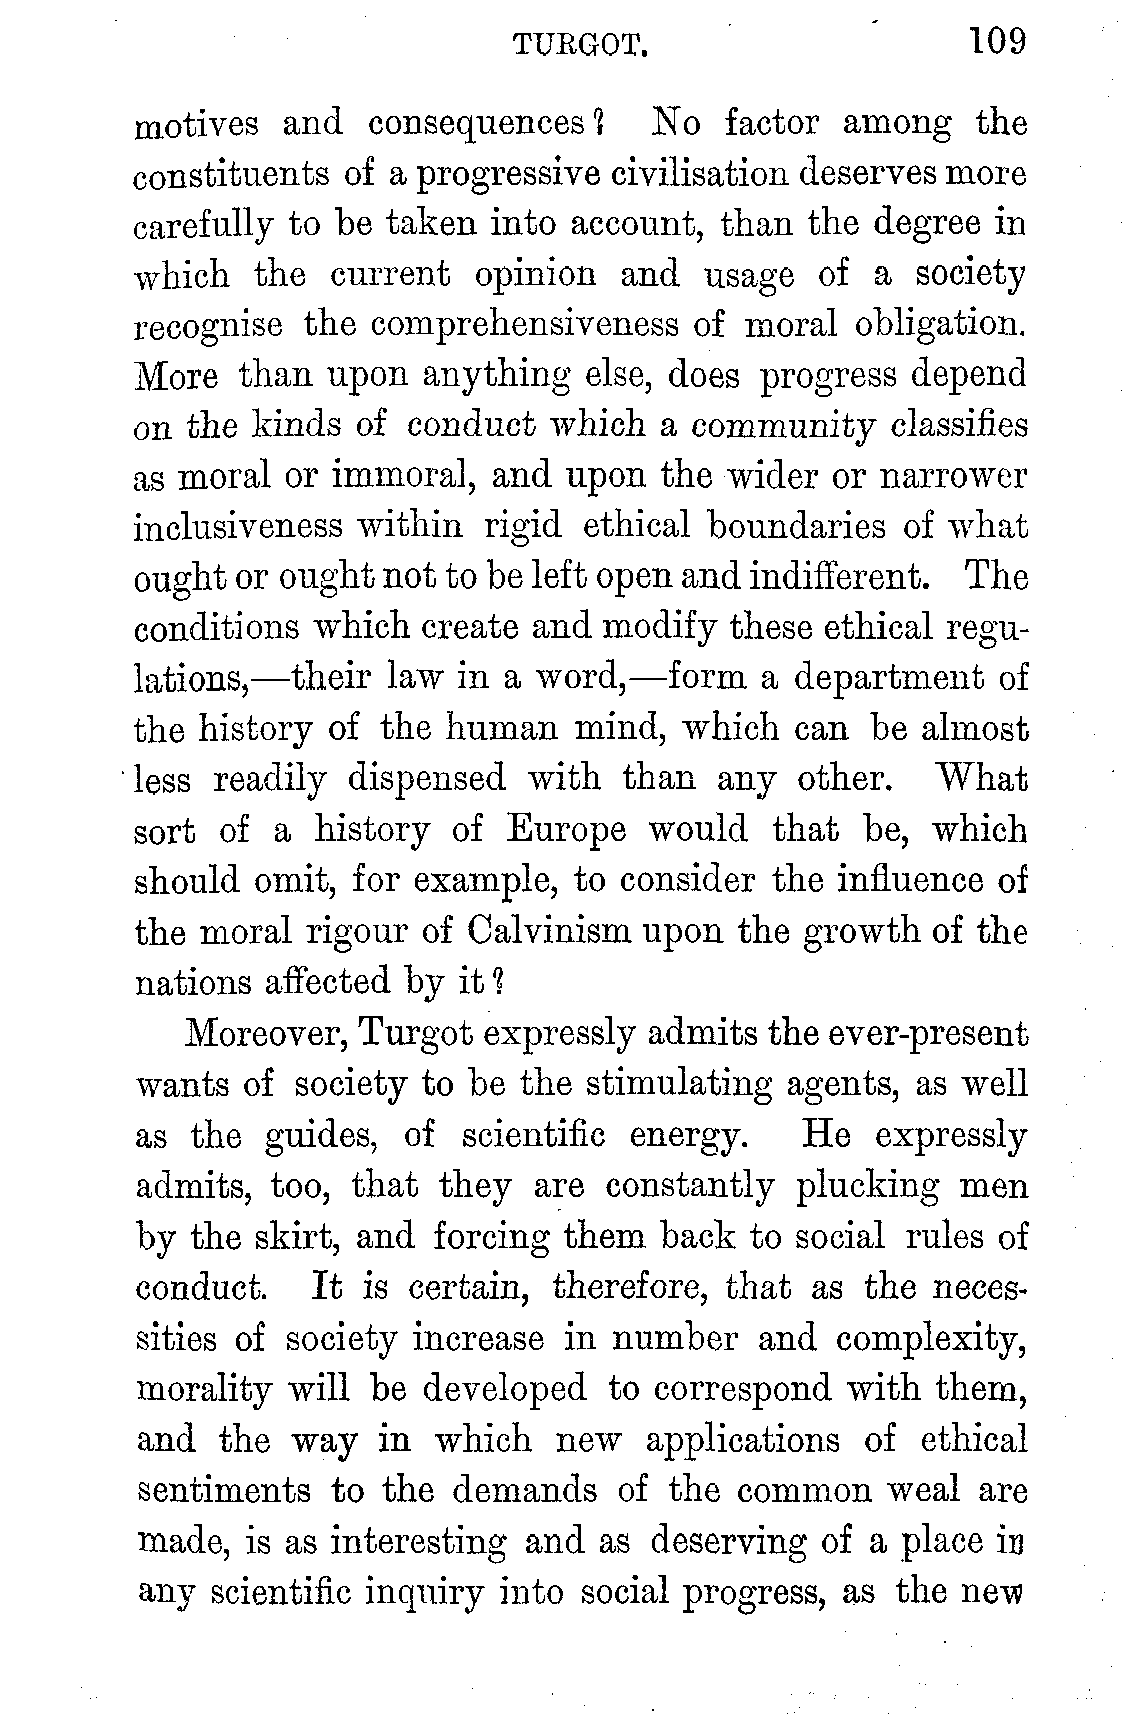 TURGOT. 109
motives and consequences? No factor among the
constituents of a progressive civilisation deserves more
carefully to be taken into account, than the degree in
which the current opinion and usage of a society
recognise the comprehensiveness of moral obligation.
More than upon anything else, does progress depend
on the kinds of conduct which a community classifies
as moral or immoral, and upon the wider or narrower
inclusiveness within rigid ethical boundaries of what
ought or ought not to be left open and indifferent. The
conditions which create and modify these ethical regu-
lations,—their law in a word,—form a department of
the history of the human mind, which can be almost
less readily dispensed with than any other. What
sort of a history of Europe would that be, which
should omit, for example, to consider the influence of
the moral rigour of Calvinism upon the growth of the
nations affected by it?
Moreover, Turgot expressly admits the ever-present
wants of society to be the stimulating agents, as well
as the guides, of scientific energy. He expressly
admits, too, that they are constantly plucking men
by the skirt, and forcing them back to social rules of
conduct. It is certain, therefore, that as the neces-
sities of society increase in number and complexity,
morality will be developed to correspond with them,
and the way in which new applications of ethical
sentiments to the demands of the common weal are
made, is as interesting and as deserving of a place in
any scientific inquiry into social progress, as the new